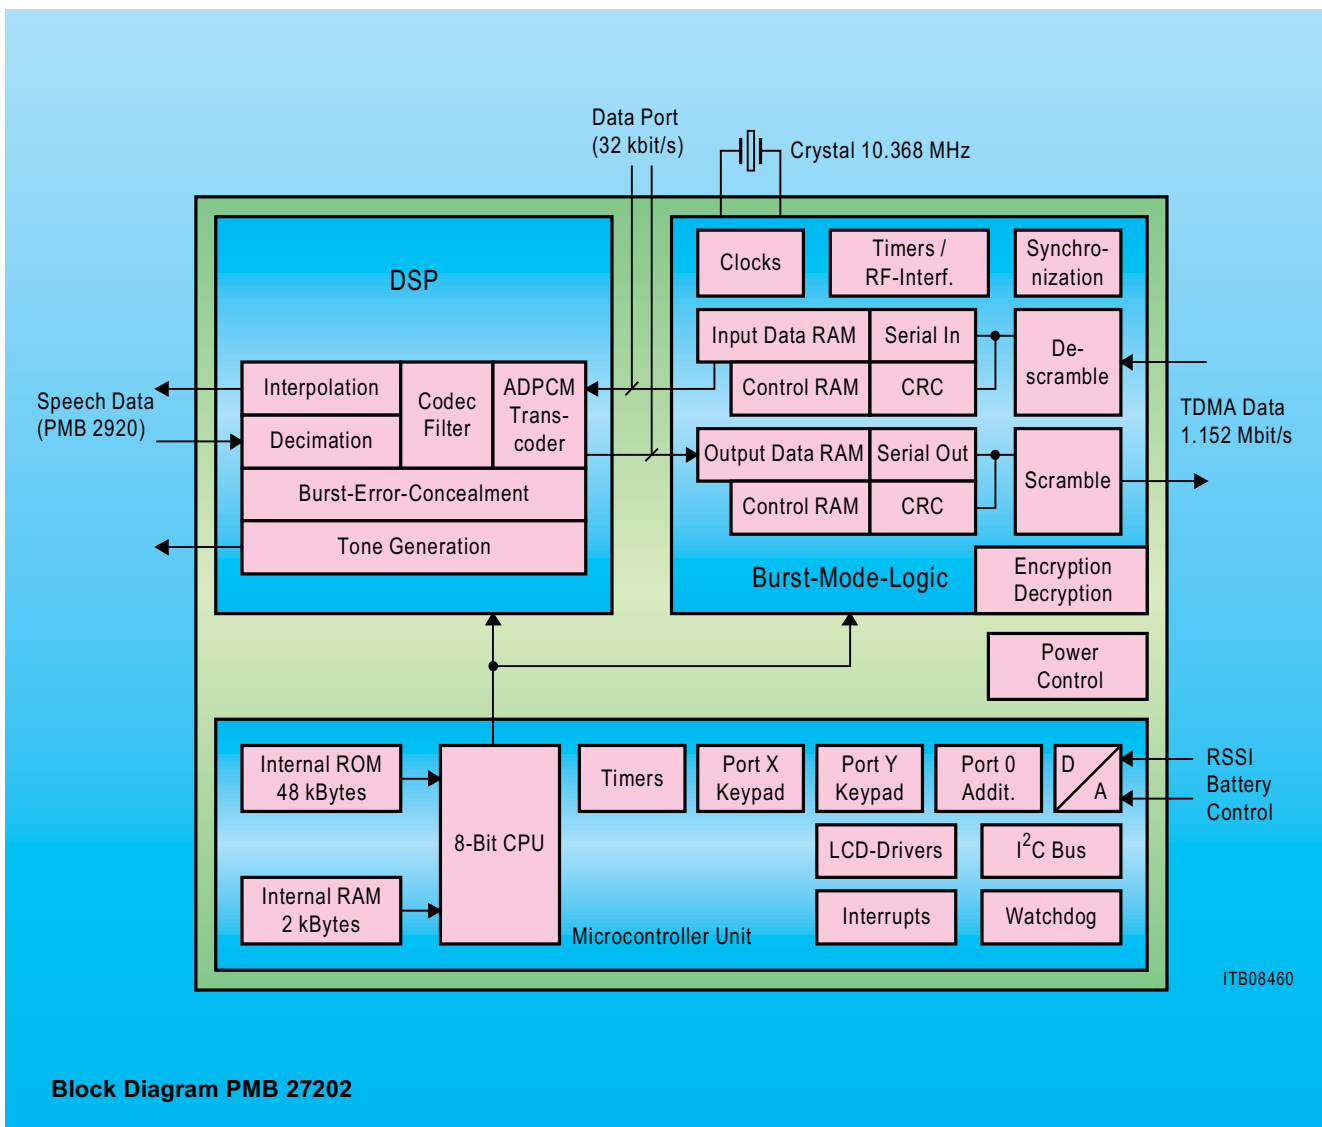 Data Port
(32 kbit/s)
Crystal 10.368 MHz
DSP
Clocks
Timers /
RF-Interf.
Synchro-
nization
Input Data RAM
Serial In
De-
scramble
Control RAM
CRC
Interpolation
Codec
Filter
ADPCM
Trans-
coder
Decimation
Speech Data
(PMB 2920)
TDMA Data
1.152 Mbit/s
Output Data RAM
Serial Out
Scramble
Control RAM
CRC
Burst-Error-Concealment
Tone Generation
Burst-Mode-Logic
Encryption
Decryption
Power
Control
Internal ROM
48 kBytes
8-Bit CPU
Timers
Port X
Keypad
Port Y
Keypad
Port 0
Addit.
D
A
RSSI
Battery
Control
LCD-Drivers
I²C Bus
Internal RAM
2 kBytes
Interrupts
Watchdog
Microcontroller Unit
ITB08460
Block Diagram PMB 27202